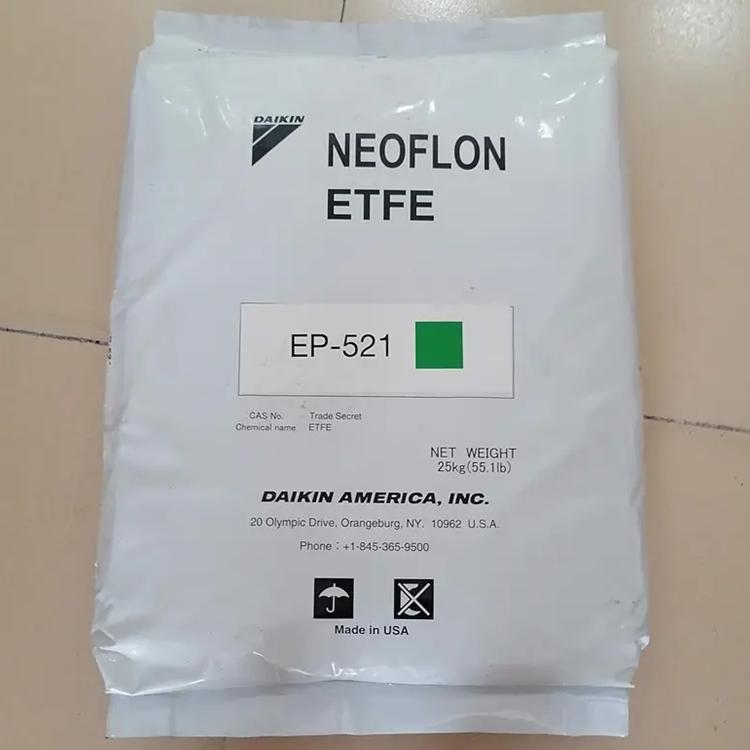 DAIKIN
NEOFLON
ETFE
EP-521
CAS No. Trade Secret
Chemical name ETFE
NET WEIGHT
25kg(55.1lb)
DAIKIN AMERICA, INC.
20 Olympic Drive, Orangeburg, NY. 10962 U.S.A.
Phone : +1-845-365-9500
Made in USA